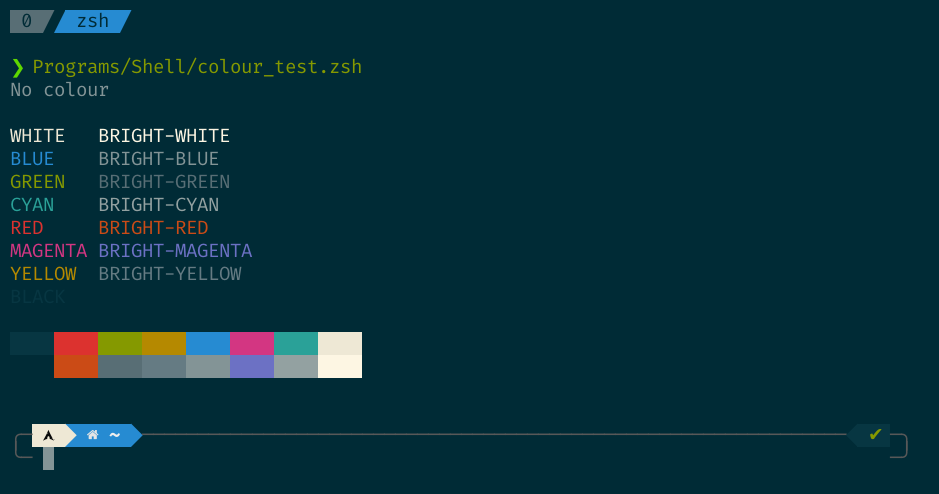 0 zsh
❯ Programs/Shell/colour_test.zsh
No colour
WHITE BRIGHT-WHITE
BLUE BRIGHT-BLUE
GREEN BRIGHT-GREEN
CYAN BRIGHT-CYAN
RED BRIGHT-RED
MAGENTA BRIGHT-MAGENTA
YELLOW BRIGHT-YELLOW
BLACK
~ ✔